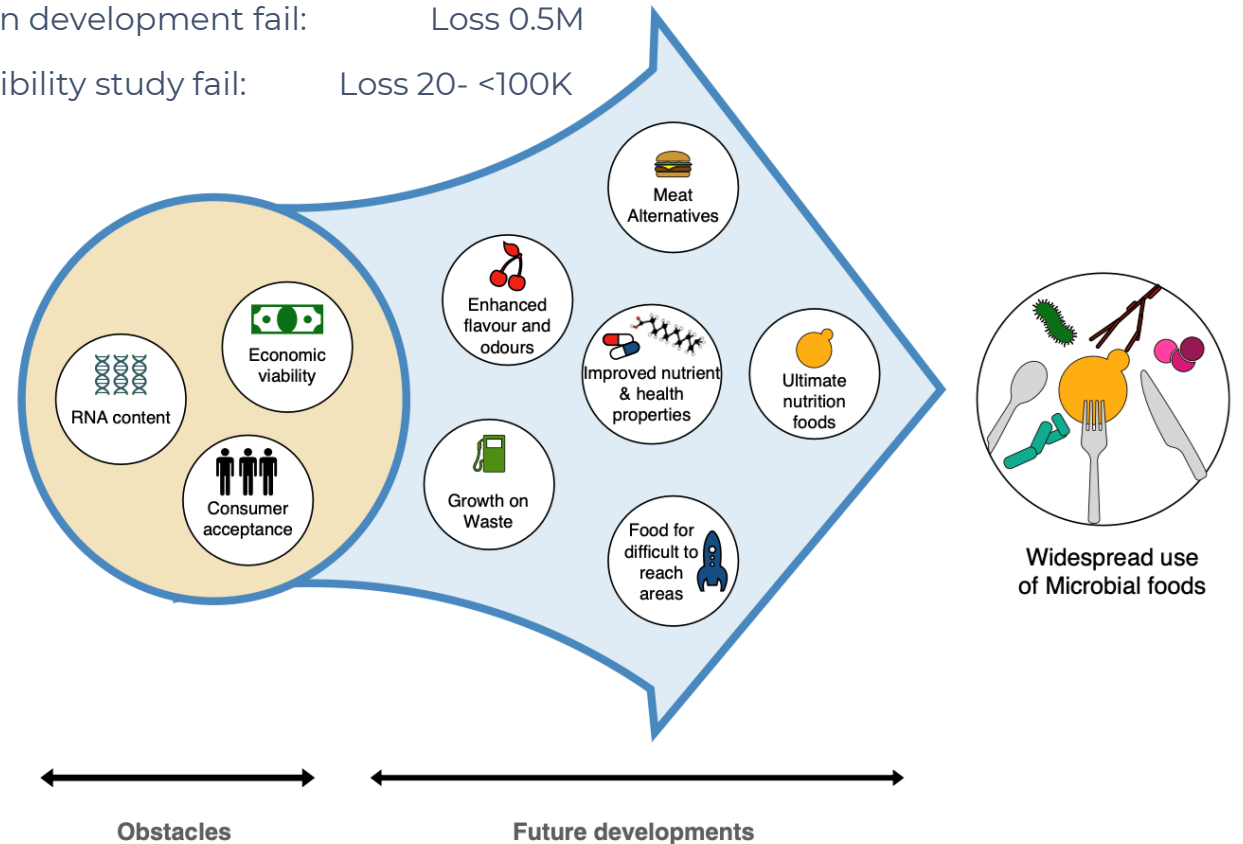 n development fail: Loss 0.5M
ibility study fail: Loss 20- <100K
Meat
Alternatives
Enhanced
flavour and
odours
Economic
viability
RNA content
Improved nutrient
& health
properties
Ultimate
nutrition
foods
Consumer
acceptance
Growth on
Waste
Food for
difficult to
reach
areas
Widespread use
of Microbial foods
Obstacles
Future developments